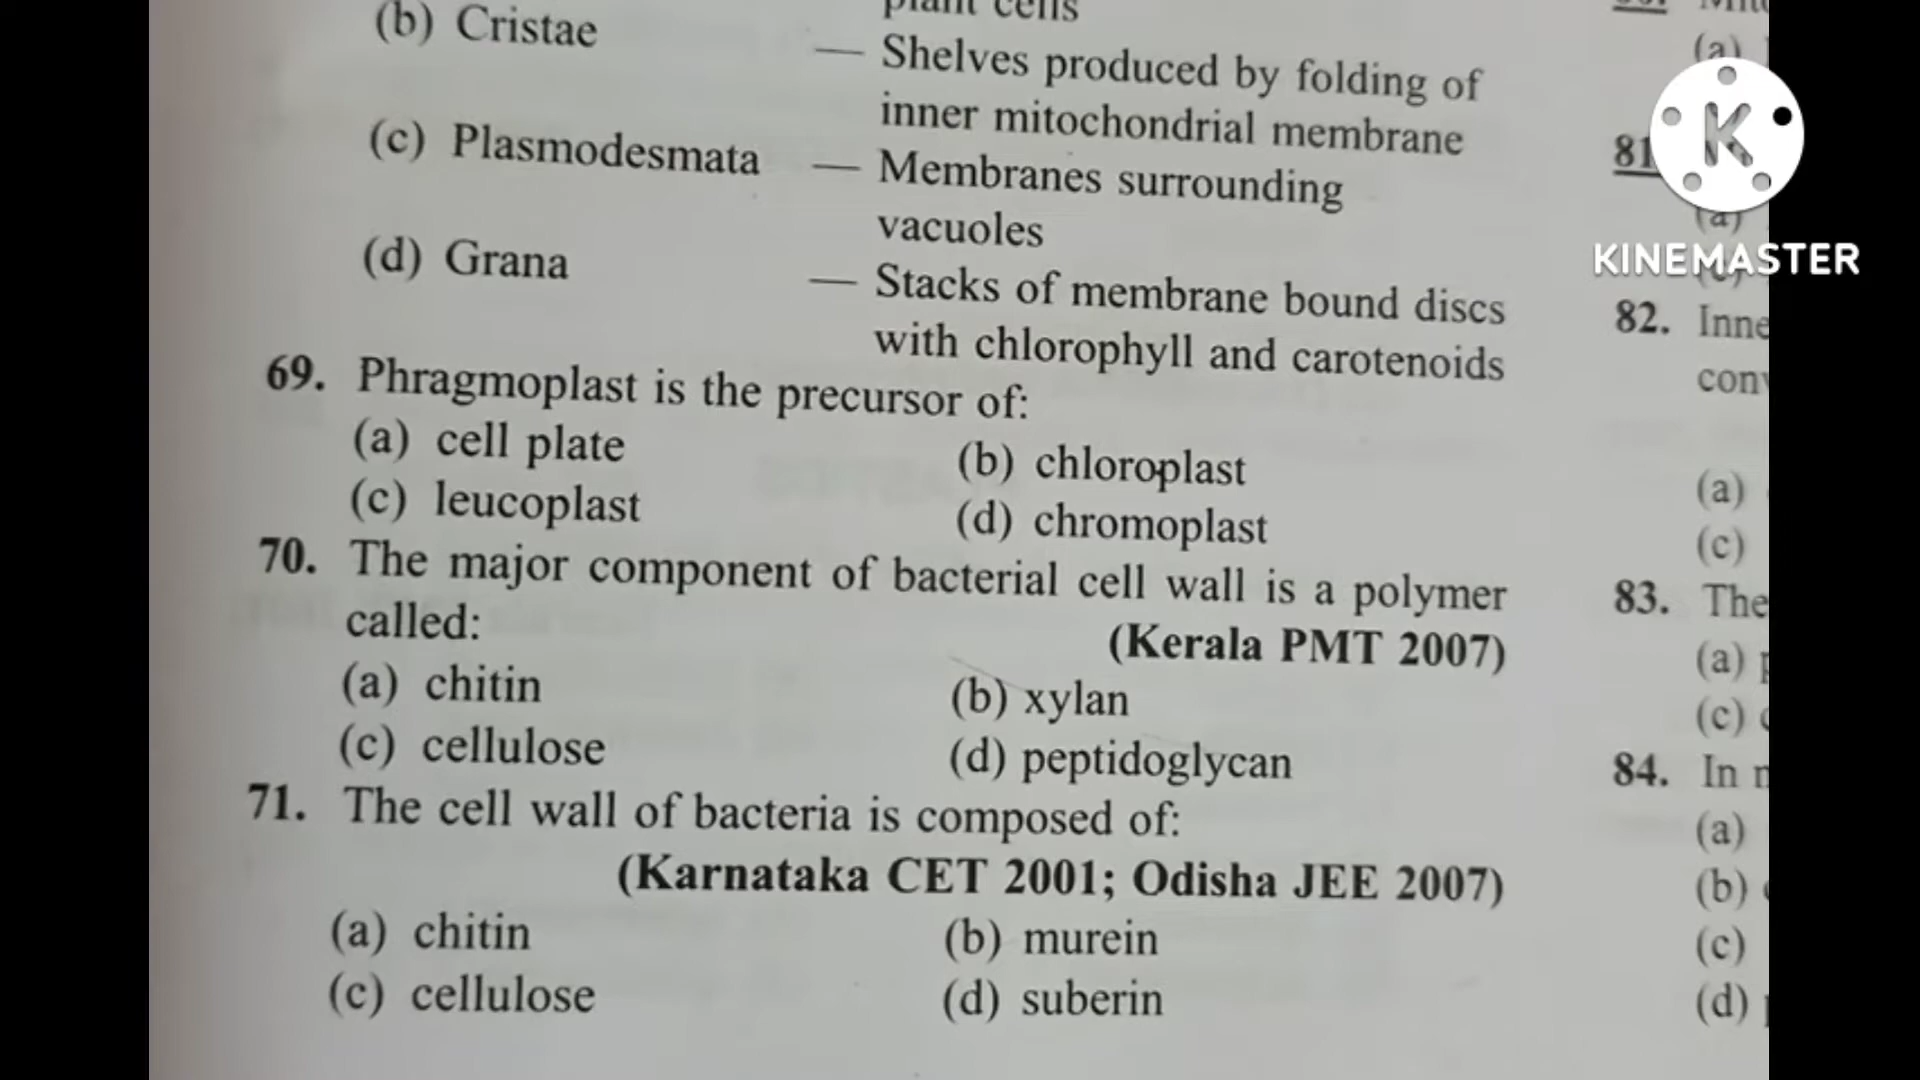 plant cells
(b) Cristae — Shelves produced by folding of
inner mitochondrial membrane
(c) Plasmodesmata — Membranes surrounding
vacuoles
(d) Grana — Stacks of membrane bound discs
with chlorophyll and carotenoids
69. Phragmoplast is the precursor of:
(a) cell plate (b) chloroplast
(c) leucoplast (d) chromoplast
70. The major component of bacterial cell wall is a polymer
called: (Kerala PMT 2007)
(a) chitin (b) xylan
(c) cellulose (d) peptidoglycan
71. The cell wall of bacteria is composed of:
(Karnataka CET 2001; Odisha JEE 2007)
(a) chitin (b) murein
(c) cellulose (d) suberin
(a)
81
(a)
(c)
82.
(a)
(c)
83. The
(a)
(c)
84. In
(a)
(b)
(c)
(d)
K
KINEMASTER